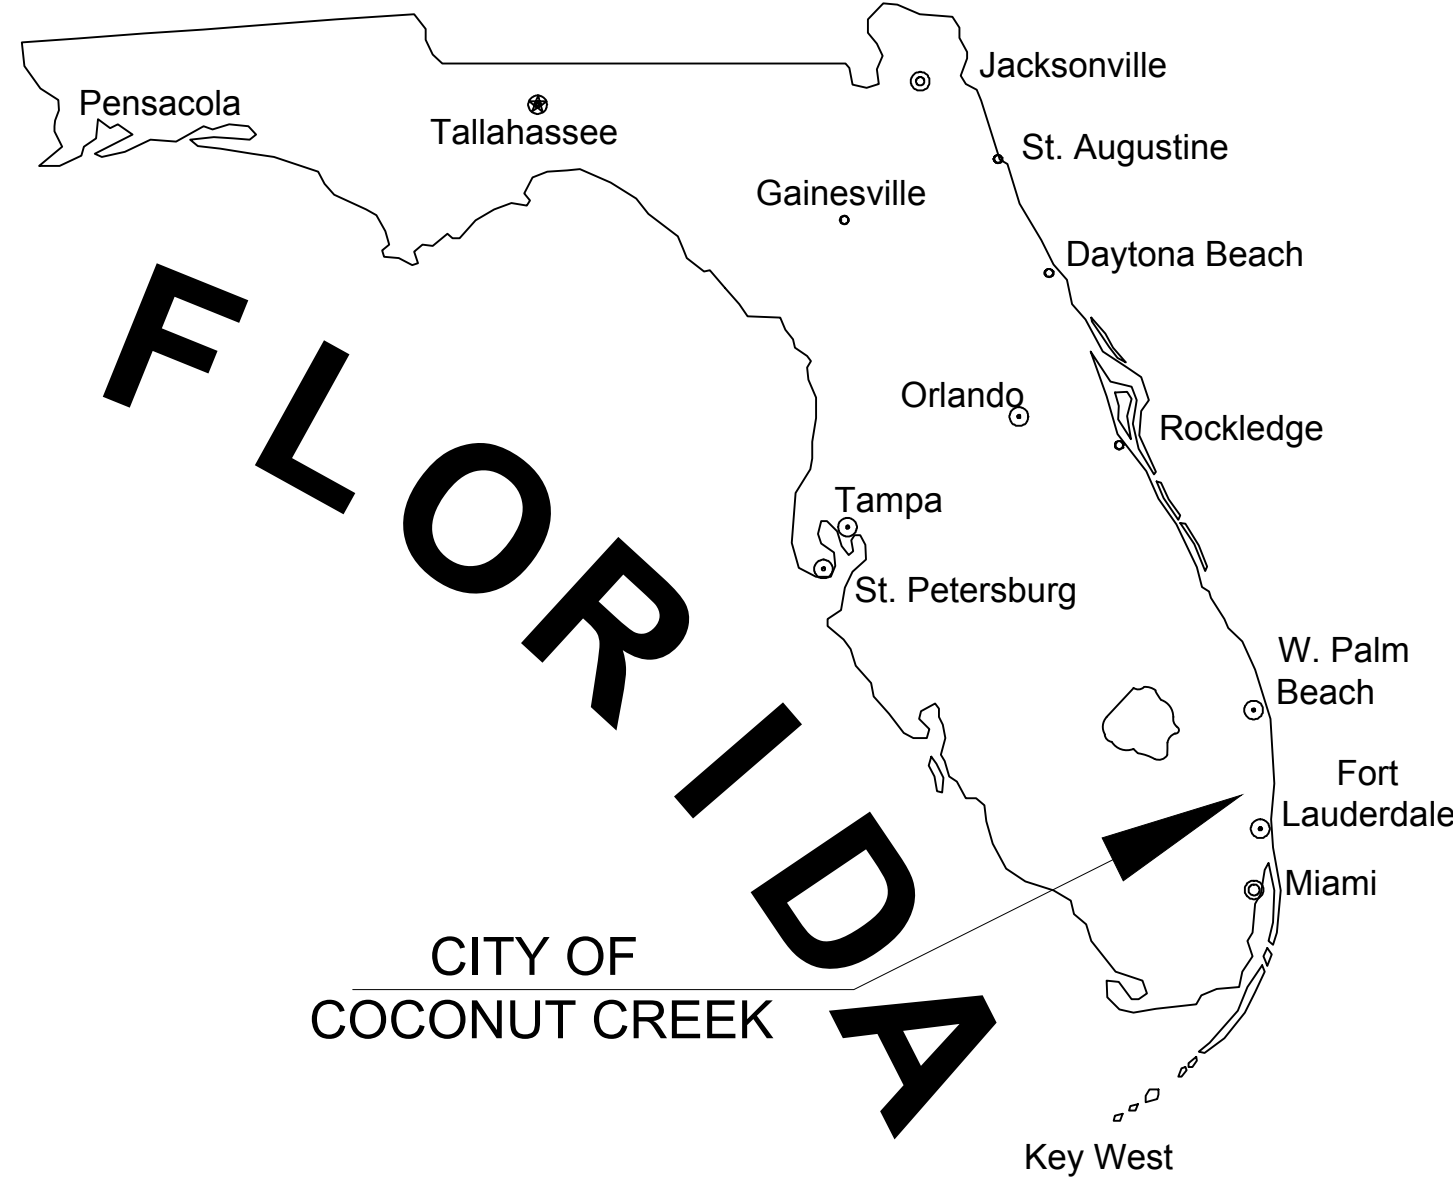 Jacksonville
Pensacola
Tallahassee
St. Augustine
Gainesville
Daytona Beach
FLORIDA
Orlando
Rockledge
Tampa
St. Petersburg
W. Palm
Beach
Fort
Lauderdale
Miami
CITY OF
COCONUT CREEK
Key West